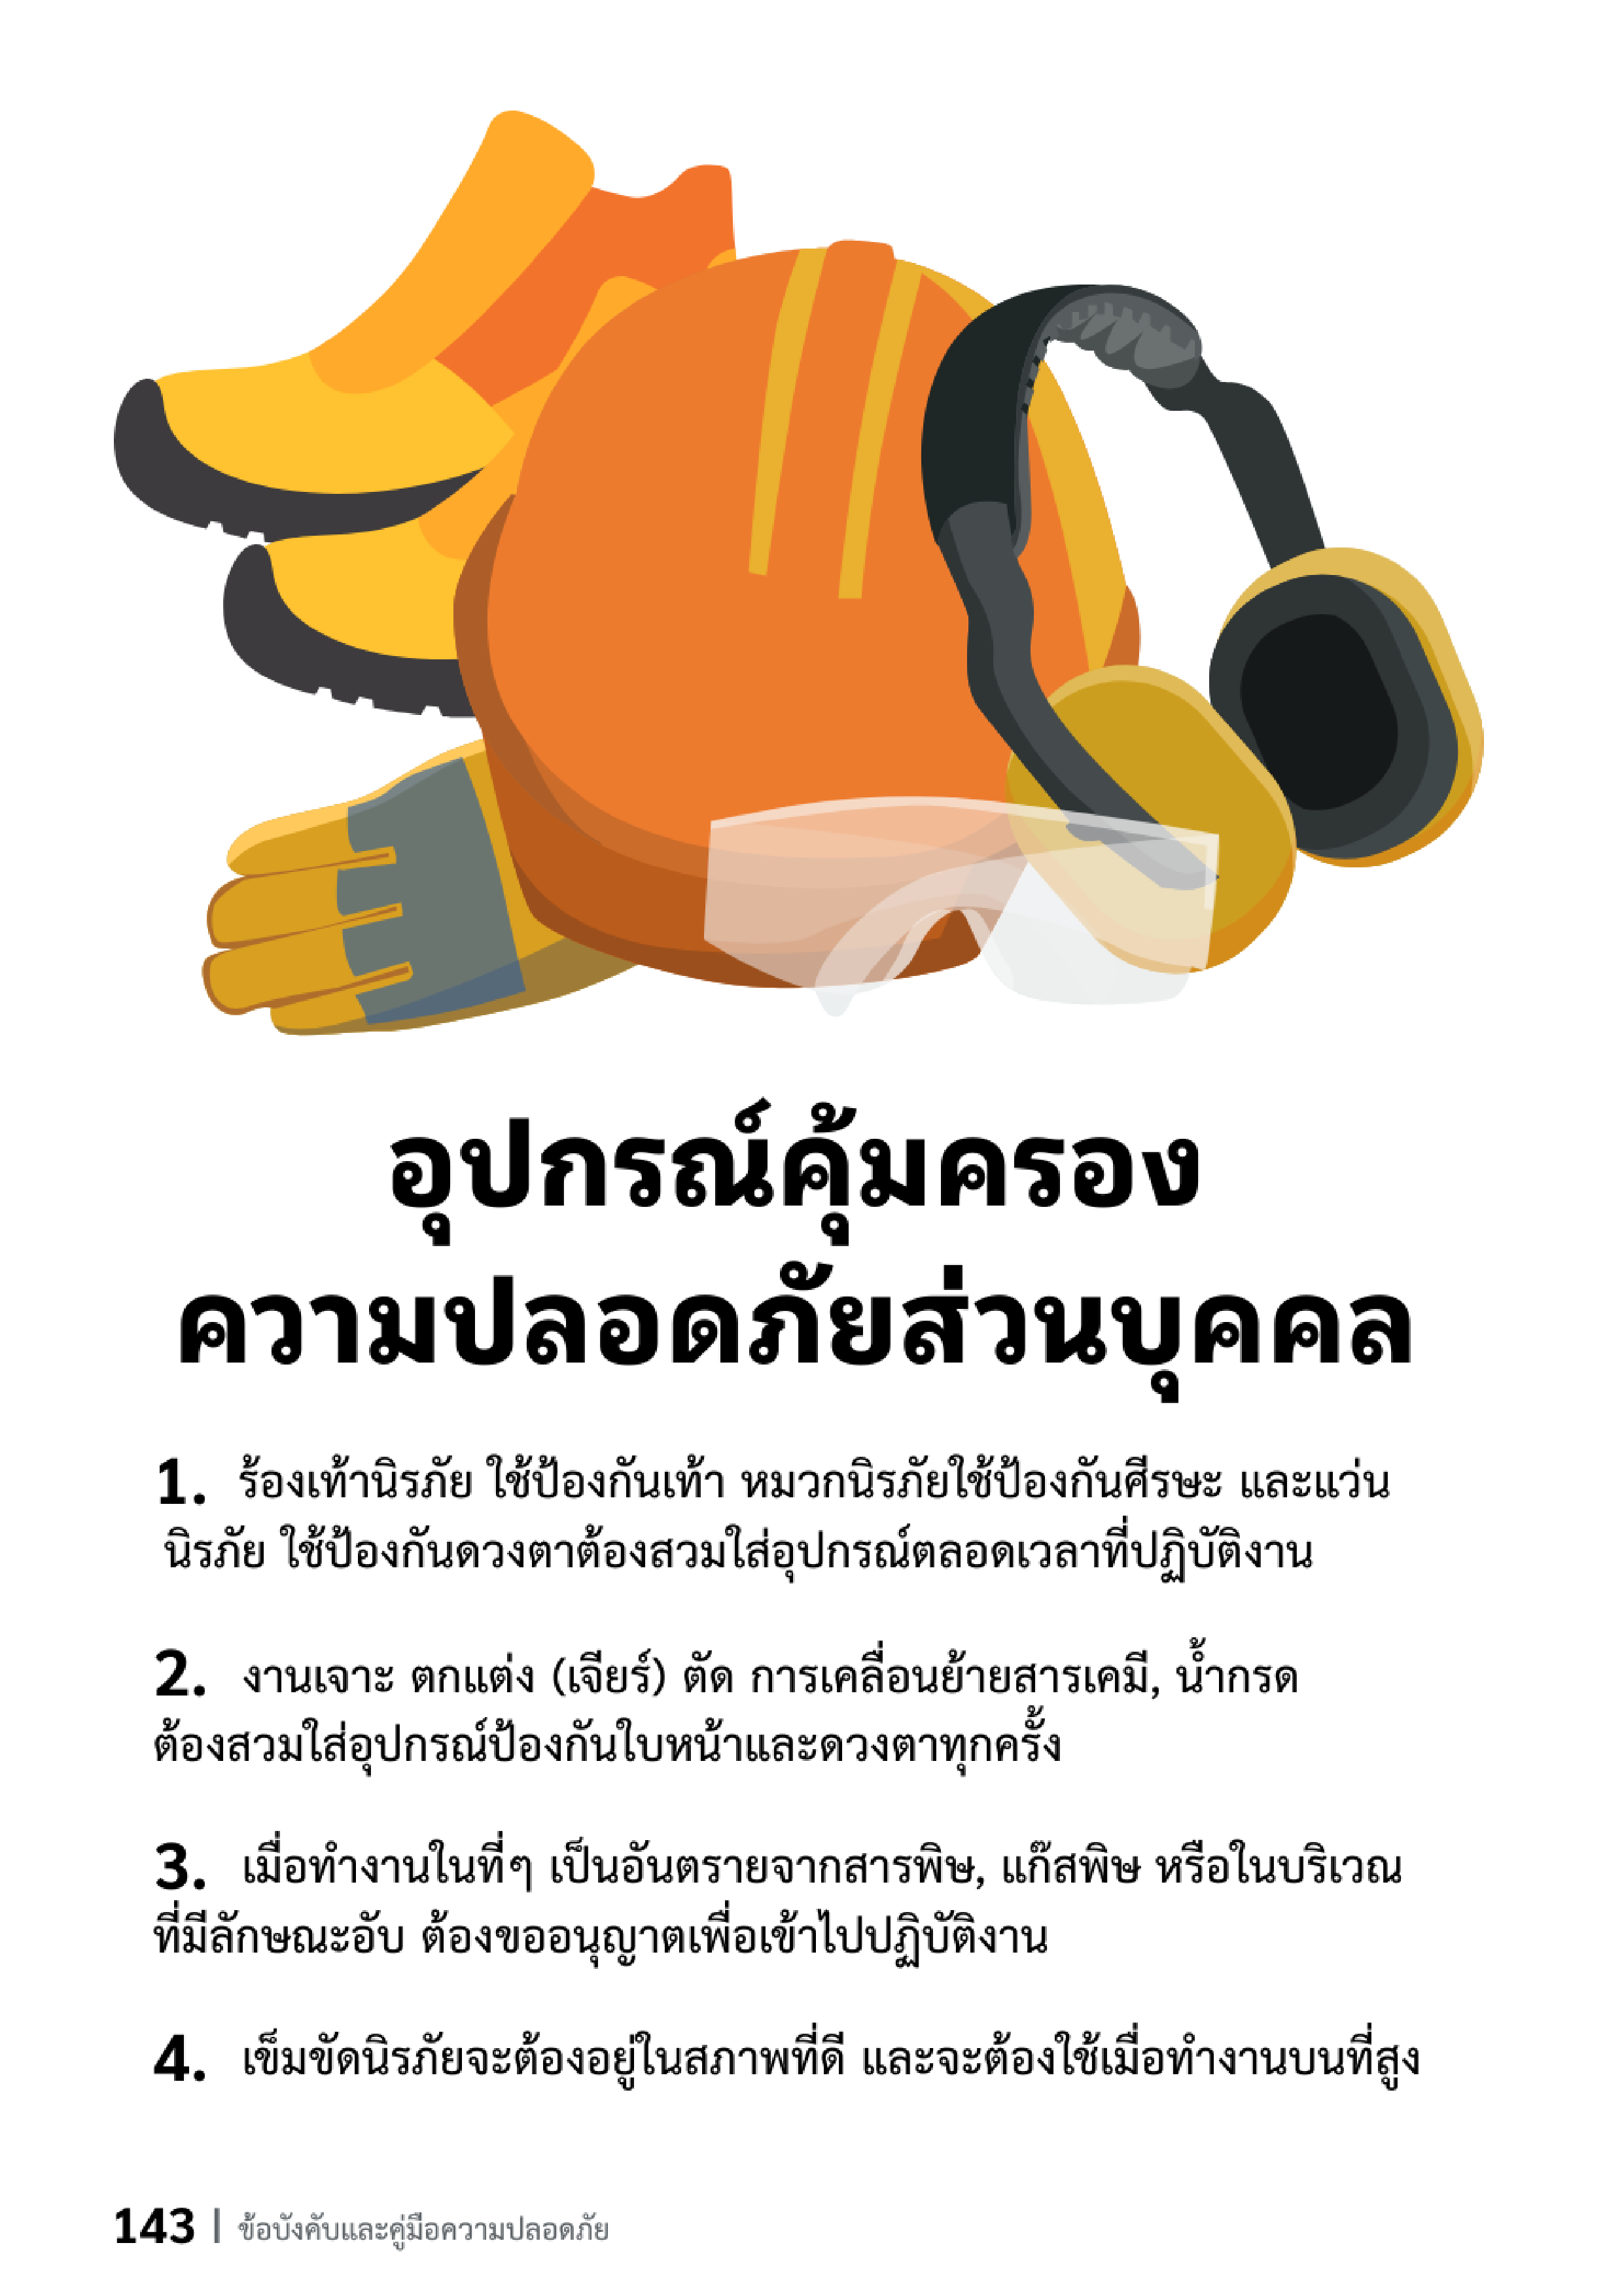 อุปกรณ์คุ้มครอง
ความปลอดภัยส่วนบุคคล
1. ร้องเท้านิรภัย ใช้ป้องกันเท้า หมวกนิรภัยใช้ป้องกันศีรษะ และแว่น
นิรภัย ใช้ป้องกันดวงตาต้องสวมใส่อุปกรณ์ตลอดเวลาที่ปฏิบัติงาน
2. งานเจาะ ตกแต่ง (เจียร์) ตัด การเคลื่อนย้ายสารเคมี, น้ำกรด
ต้องสวมใส่อุปกรณ์ป้องกันใบหน้าและดวงตาทุกครั้ง
3. เมื่อทำงานในที่ๆ เป็นอันตรายจากสารพิษ, แก๊สพิษ หรือในบริเวณ
ที่มีลักษณะอับ ต้องขออนุญาตเพื่อเข้าไปปฏิบัติงาน
4. เข็มขัดนิรภัยจะต้องอยู่ในสภาพที่ดี และจะต้องใช้เมื่อทำงานบนที่สูง
143 | ข้อบังคับและคู่มือความปลอดภัย